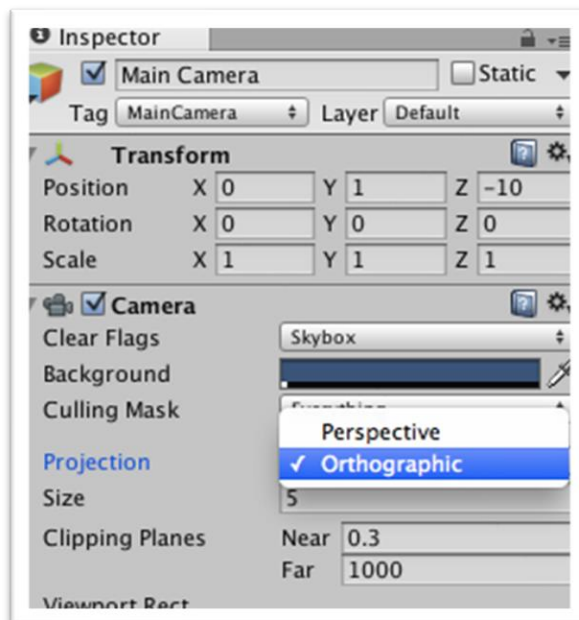 Inspector
Main Camera Static
Tag MainCamera Layer Default
Transform
Position X 0 Y 1 Z -10
Rotation X 0 Y 0 Z 0
Scale X 1 Y 1 Z 1
Camera
Clear Flags Skybox
Background
Culling Mask Everything
Perspective
Projection ✓ Orthographic
Size 5
Clipping Planes Near 0.3
Far 1000
Viewport Rect